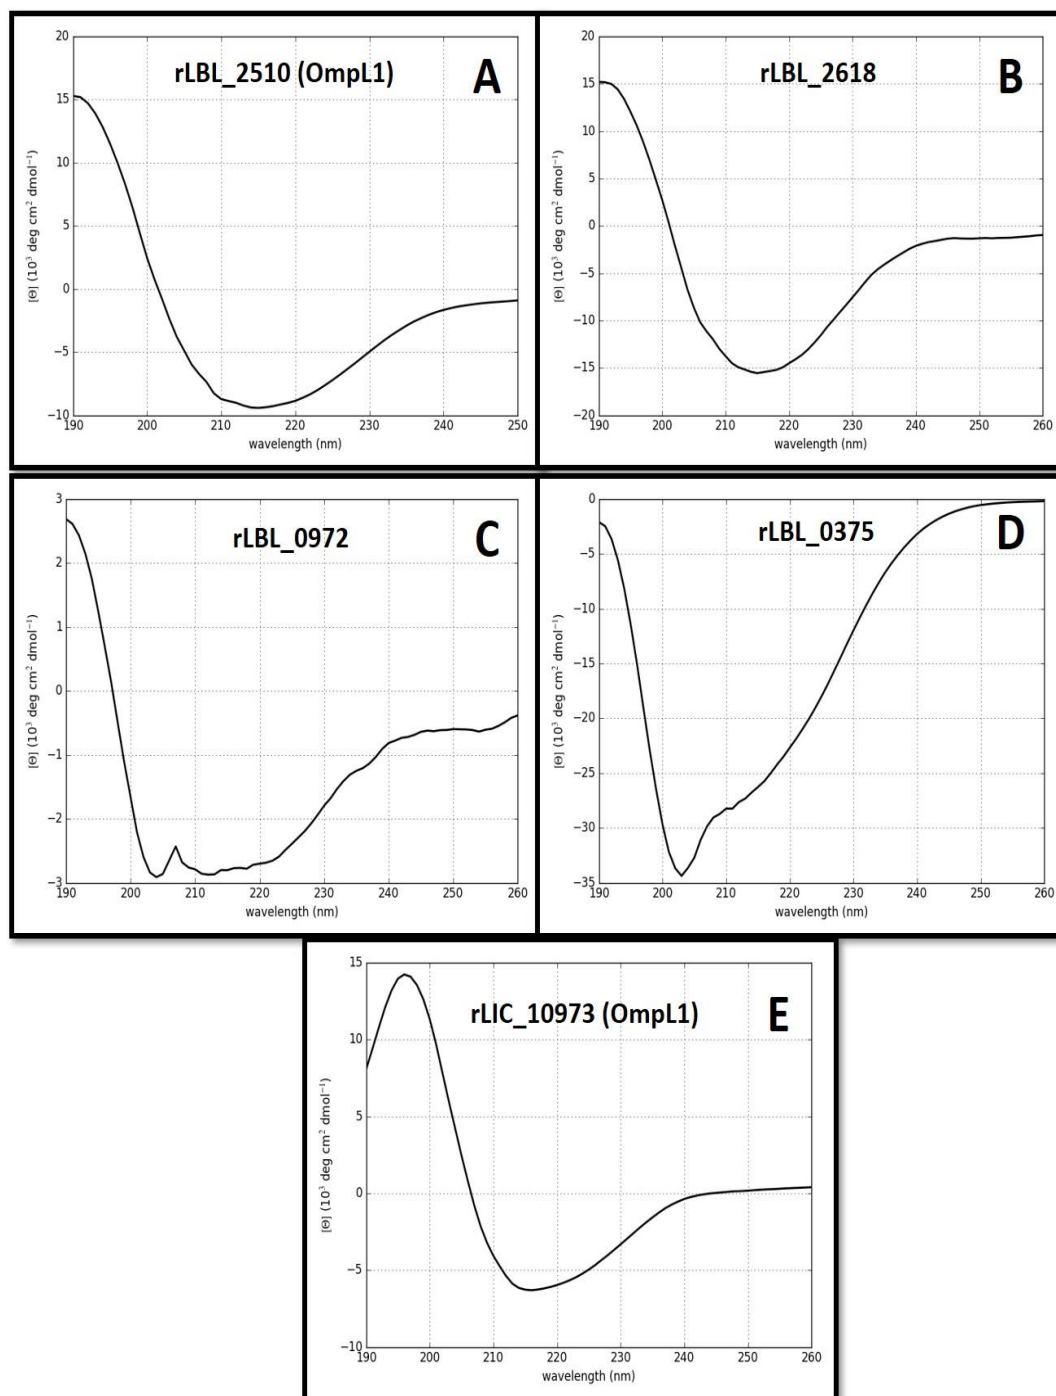 rLBL_2510 (OmpL1) A
[Θ] (10³ deg cm² dmol⁻¹)
20
15
10
5
0
−5
−10
190 200 210 220 230 240 250
wavelength (nm)
rLBL_2618 B
[Θ] (10³ deg cm² dmol⁻¹)
20
15
10
5
0
−5
−10
−15
−20
190 200 210 220 230 240 250 260
wavelength (nm)
rLBL_0972 C
[Θ] (10³ deg cm² dmol⁻¹)
3
2
1
0
−1
−2
−3
190 200 210 220 230 240 250 260
wavelength (nm)
rLBL_0375 D
[Θ] (10³ deg cm² dmol⁻¹)
0
−5
−10
−15
−20
−25
−30
−35
190 200 210 220 230 240 250 260
wavelength (nm)
rLIC_10973 (OmpL1) E
[Θ] (10³ deg cm² dmol⁻¹)
15
10
5
0
−5
−10
190 200 210 220 230 240 250 260
wavelength (nm)